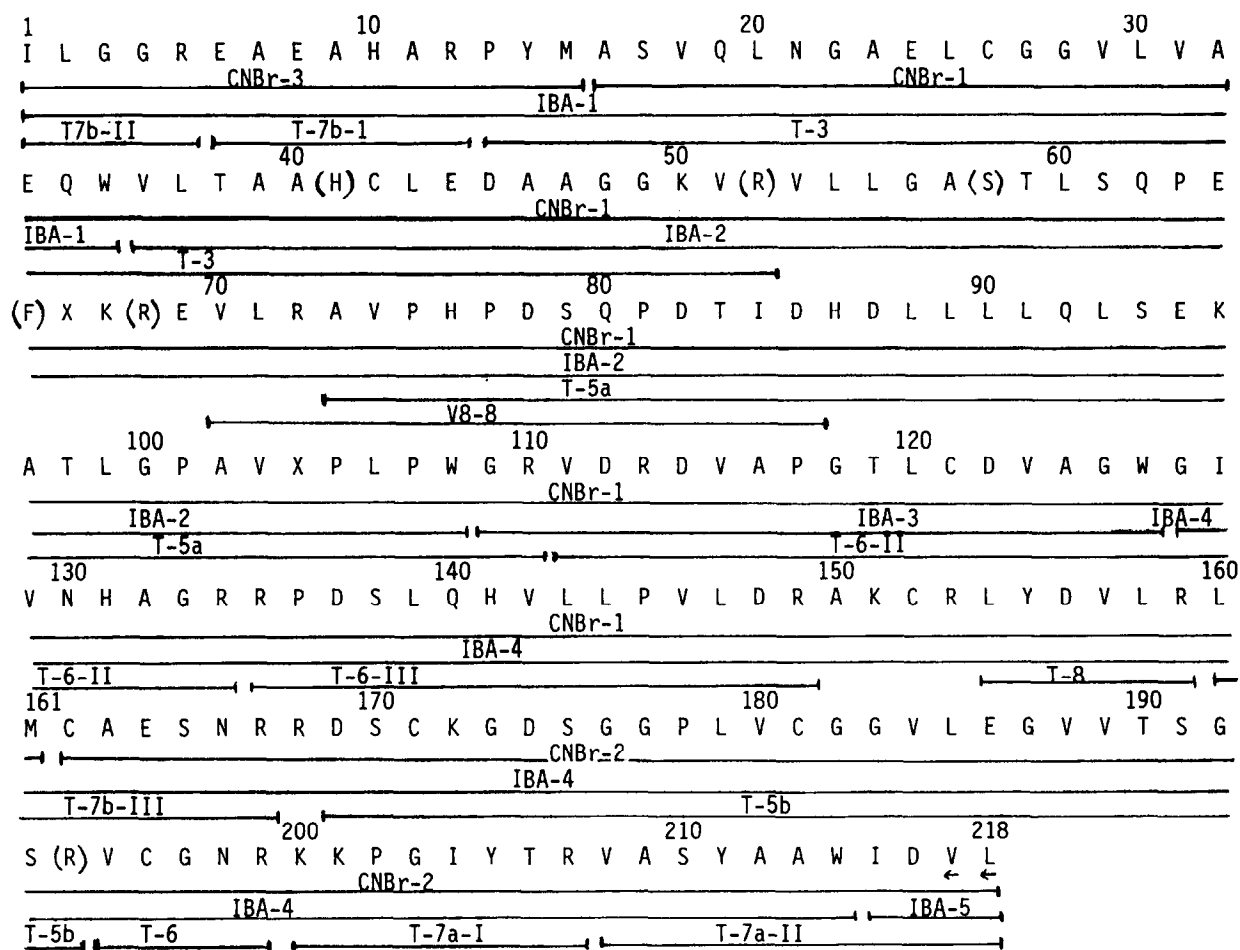 1 10 20 30
I L G G R E A E A H A R P Y M A S V Q L N G A E L C G G V L V A
CNBr-3 CNBr-1
IBA-1
T7b-II T-7b-1 T-3
40 50 60
E Q W V L T A A (H) C L E D A A G G K V (R) V L L G A (S) T L S Q P E
CNBr-1
IBA-1 IBA-2
T-3
70 80 90
(F) X K (R) E V L R A V P H P D S Q P D T I D H D L L L L Q L S E K
CNBr-1
IBA-2
T-5a
V8-8
100 110 120
A T L G P A V X P L P W G R V D R D V A P G T L C D V A G W G I
CNBr-1
IBA-2 IBA-3 IBA-4
T-5a T-6-II
130 140 150 160
V N H A G R R P D S L Q H V L L P V L D R A K C R L Y D V L R L
CNBr-1
IBA-4
T-6-II T-6-III T-8
161 170 180 190
M C A E S N R R D S C K G D S G G P L V C G G V L E G V V T S G
CNBr-2
IBA-4
T-7b-III T-5b
200 210 218
S (R) V C G N R K K P G I Y T R V A S Y A A W I D V L
← ←
CNBr-2
IBA-4 IBA-5
T-5b T-6 T-7a-I T-7a-II